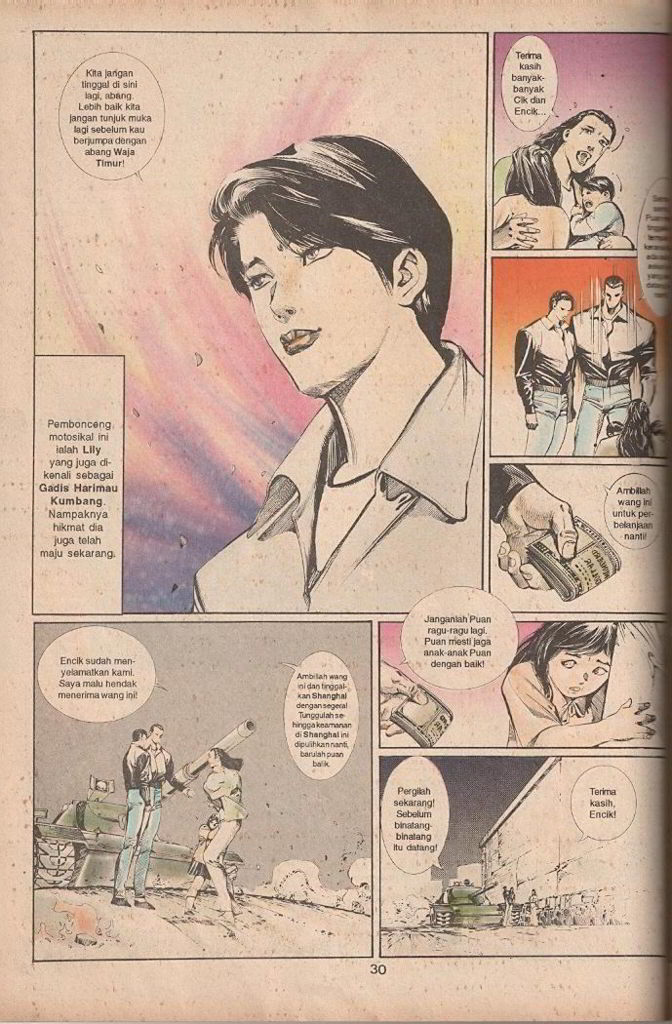 Kita jangan
tinggal di sini
lagi, abang.
Lebih baik kita
jangan tunjuk muka
lagi sebelum kau
berjumpa dengan
abang Waja
Timur!
Pembonceng
motosikal ini
ialah Lily
yang juga di-
kenali sebagai
Gadis Harimau
Kumbang.
Nampaknya
hikmat dia
juga telah
maju sekarang.
Terima
kasih
banyak-
banyak
Cik dan
Encik...
Ambillah
wang ini
untuk per-
belanjaan
nanti!
Encik sudah men-
yelamatkan kami.
Saya malu hendak
menerima wang ini!
Ambillah wang
ini dan tinggal-
kan Shanghai
dengan segera!
Tunggulah se-
hingga keamanan
di Shanghai ini
dipulihkan nanti,
barulah puan
balik.
Janganlah Puan
ragu-ragu lagi.
Puan mesti jaga
anak-anak Puan
dengan baik!
Pergilah
sekarang!
Sebelum
binatang-
binatang
itu datang!
Terima
kasih,
Encik!
30